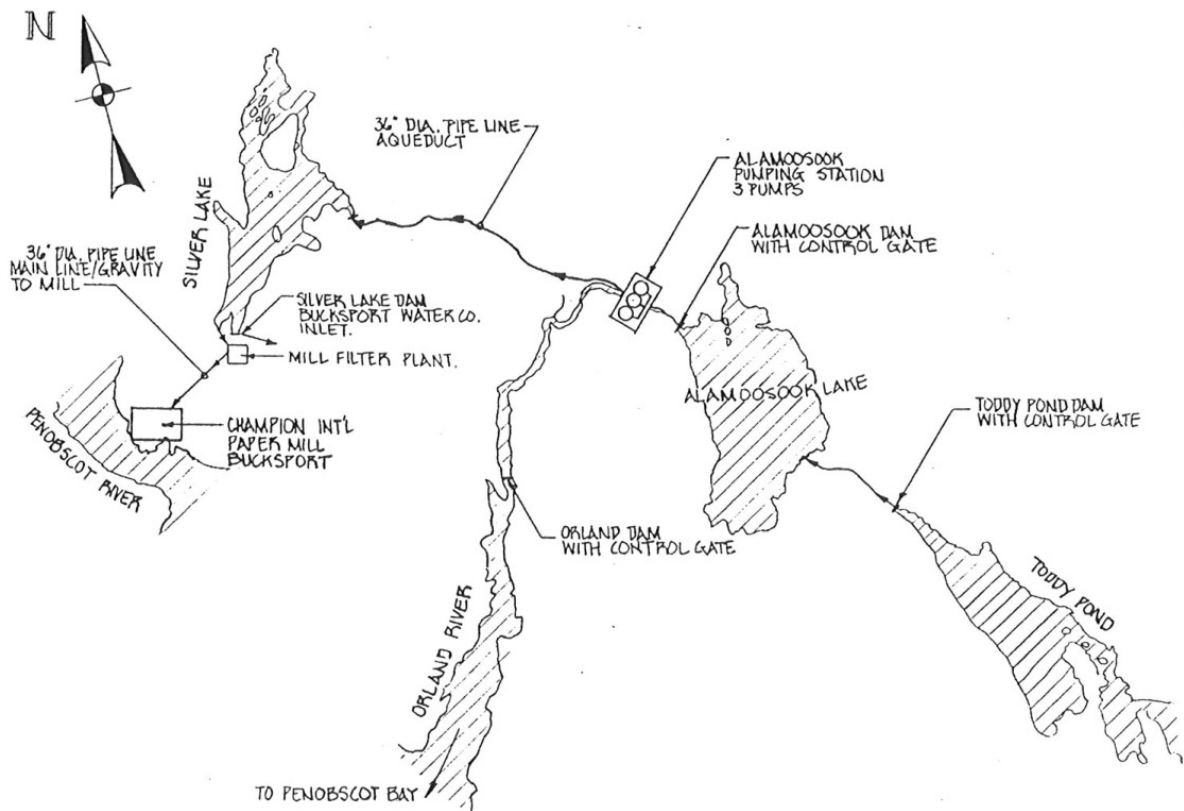 N
36" DIA. PIPE LINE
AQUEDUCT
ALAMOOSOOK
PUMPING STATION
3 PUMPS
ALAMOOSOOK DAM
WITH CONTROL GATE
SILVER LAKE
36" DIA. PIPE LINE
MAIN LINE/GRAVITY
TO MILL
SILVER LAKE DAM
BUCKSPORT WATER CO.
INLET.
MILL FILTER PLANT.
ALAMOOSOOK LAKE
TODDY POND DAM
WITH CONTROL GATE
CHAMPION INT'L
PAPER MILL
BUCKSPORT
PENOBSCOT RIVER
ORLAND DAM
WITH CONTROL GATE
TODDY POND
ORLAND RIVER
TO PENOBSCOT BAY